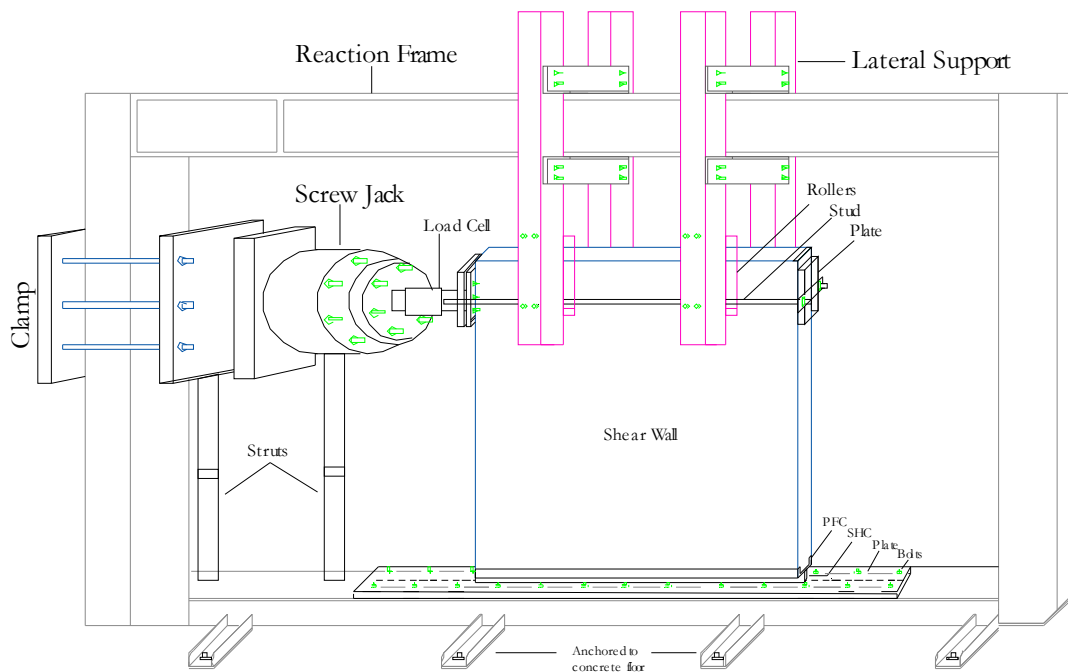 Reaction Frame
Lateral Support
Screw Jack
Load Cell
Rollers
Stud
Plate
Clamp
Shear Wall
Struts
PFC
SHC
Plate
Bolts
Anchored to
concrete floor